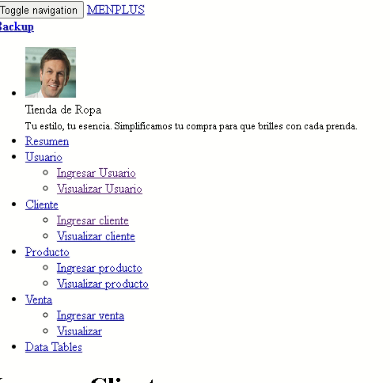 Toggle navigation MENPLUS
Backup
Tienda de Ropa
Tu estilo, tu esencia. Simplificamos tu compra para que brilles con cada prenda.
Resumen
Usuario
Ingresar Usuario
Visualizar Usuario
Cliente
Ingresar cliente
Visualizar cliente
Producto
Ingresar producto
Visualizar producto
Venta
Ingresar venta
Visualizar
Data Tables